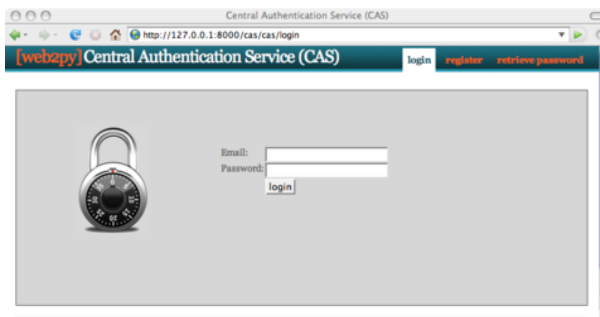 Central Authentication Service (CAS)
http://127.0.0.1:8000/cas/cas/login
[web2py] Central Authentication Service (CAS)
login register retrieve password
Email:
Password:
login